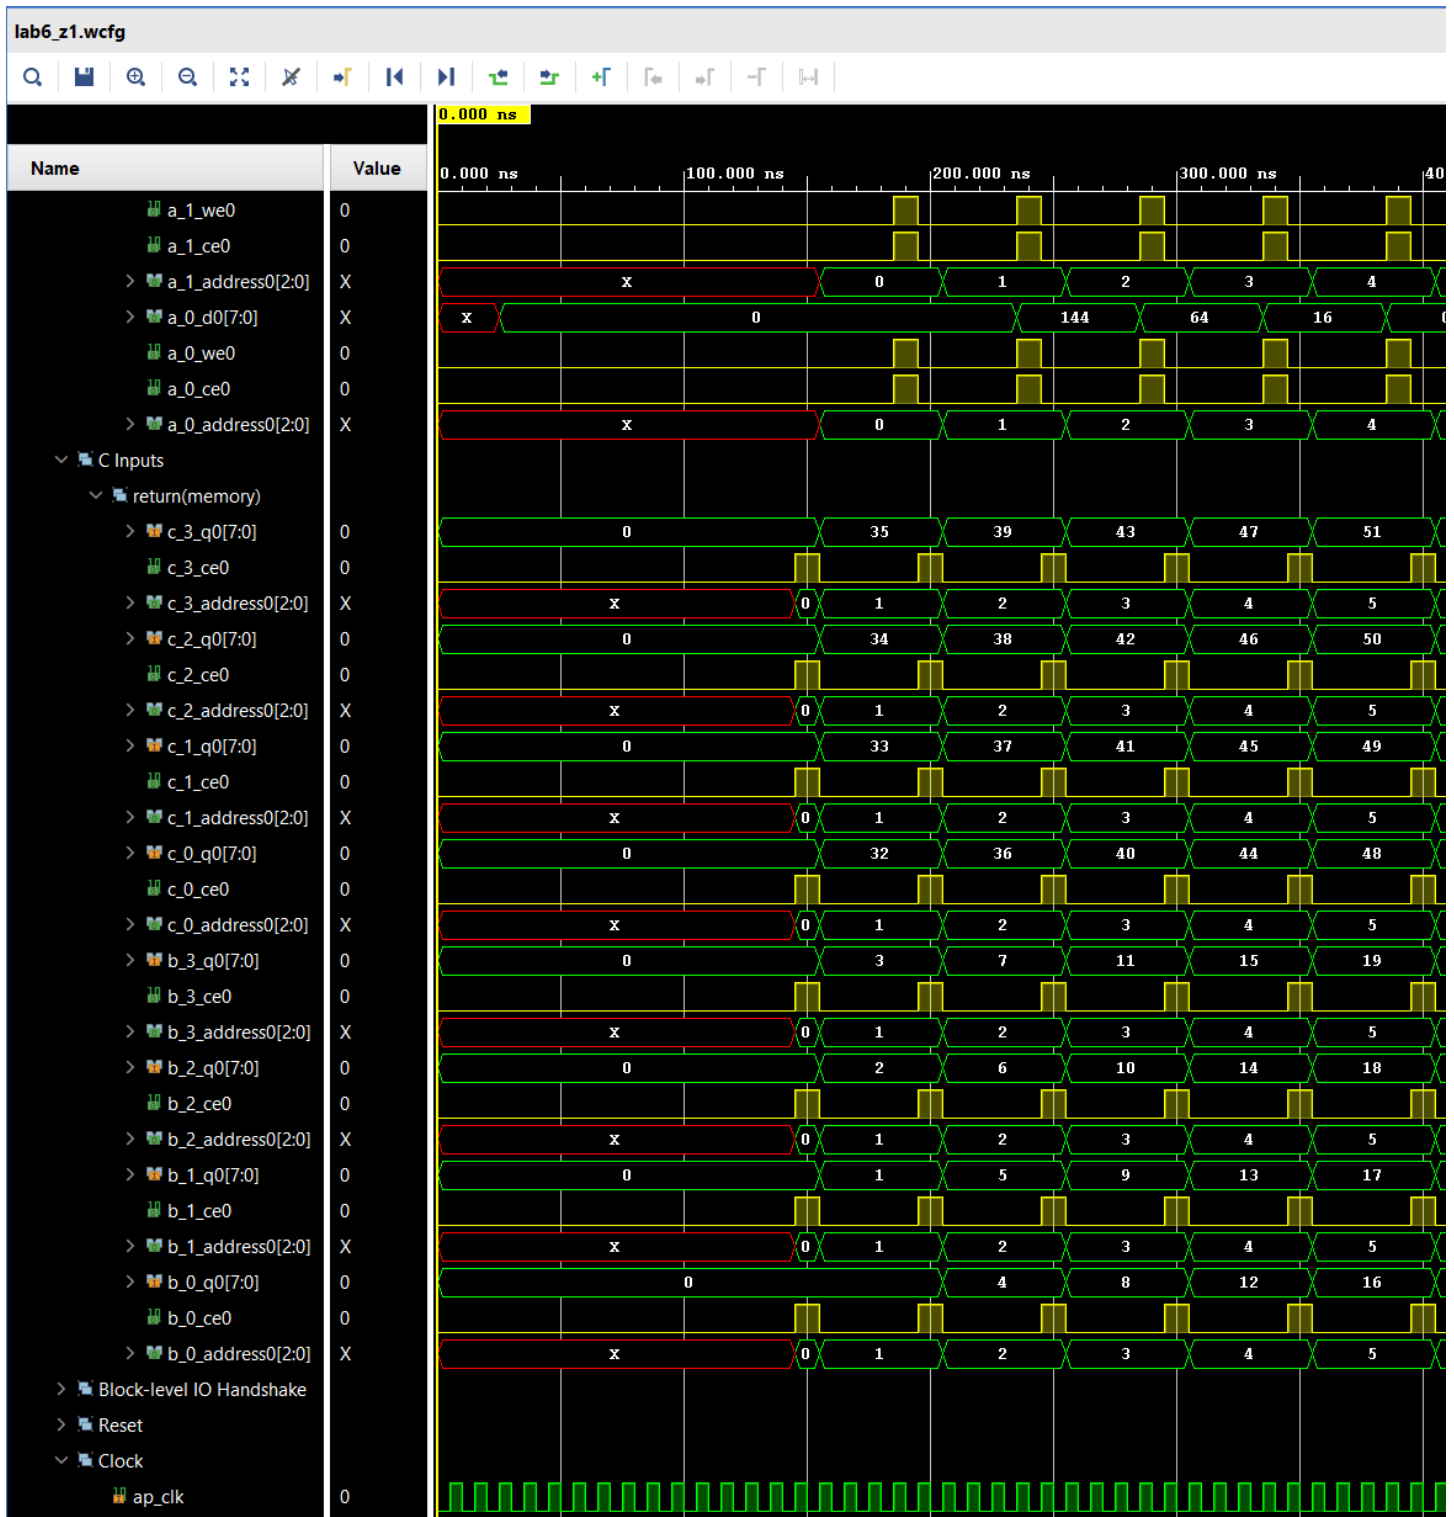 lab6_z1.wcfg
0.000 ns
Name Value 0.000 ns 100.000 ns 200.000 ns 300.000 ns 40
a_1_we0 0
a_1_ce0 0
a_1_address0[2:0] X X 0 1 2 3 4
a_0_d0[7:0] X X 0 144 64 16 0
a_0_we0 0
a_0_ce0 0
a_0_address0[2:0] X X 0 1 2 3 4
C Inputs
return(memory)
c_3_q0[7:0] 0 0 35 39 43 47 51
c_3_ce0 0
c_3_address0[2:0] X X 0 1 2 3 4 5
c_2_q0[7:0] 0 0 34 38 42 46 50
c_2_ce0 0
c_2_address0[2:0] X X 0 1 2 3 4 5
c_1_q0[7:0] 0 0 33 37 41 45 49
c_1_ce0 0
c_1_address0[2:0] X X 0 1 2 3 4 5
c_0_q0[7:0] 0 0 32 36 40 44 48
c_0_ce0 0
c_0_address0[2:0] X X 0 1 2 3 4 5
b_3_q0[7:0] 0 0 3 7 11 15 19
b_3_ce0 0
b_3_address0[2:0] X X 0 1 2 3 4 5
b_2_q0[7:0] 0 0 2 6 10 14 18
b_2_ce0 0
b_2_address0[2:0] X X 0 1 2 3 4 5
b_1_q0[7:0] 0 0 1 5 9 13 17
b_1_ce0 0
b_1_address0[2:0] X X 0 1 2 3 4 5
b_0_q0[7:0] 0 0 4 8 12 16
b_0_ce0 0
b_0_address0[2:0] X X 0 1 2 3 4 5
Block-level IO Handshake
Reset
Clock
ap_clk 0